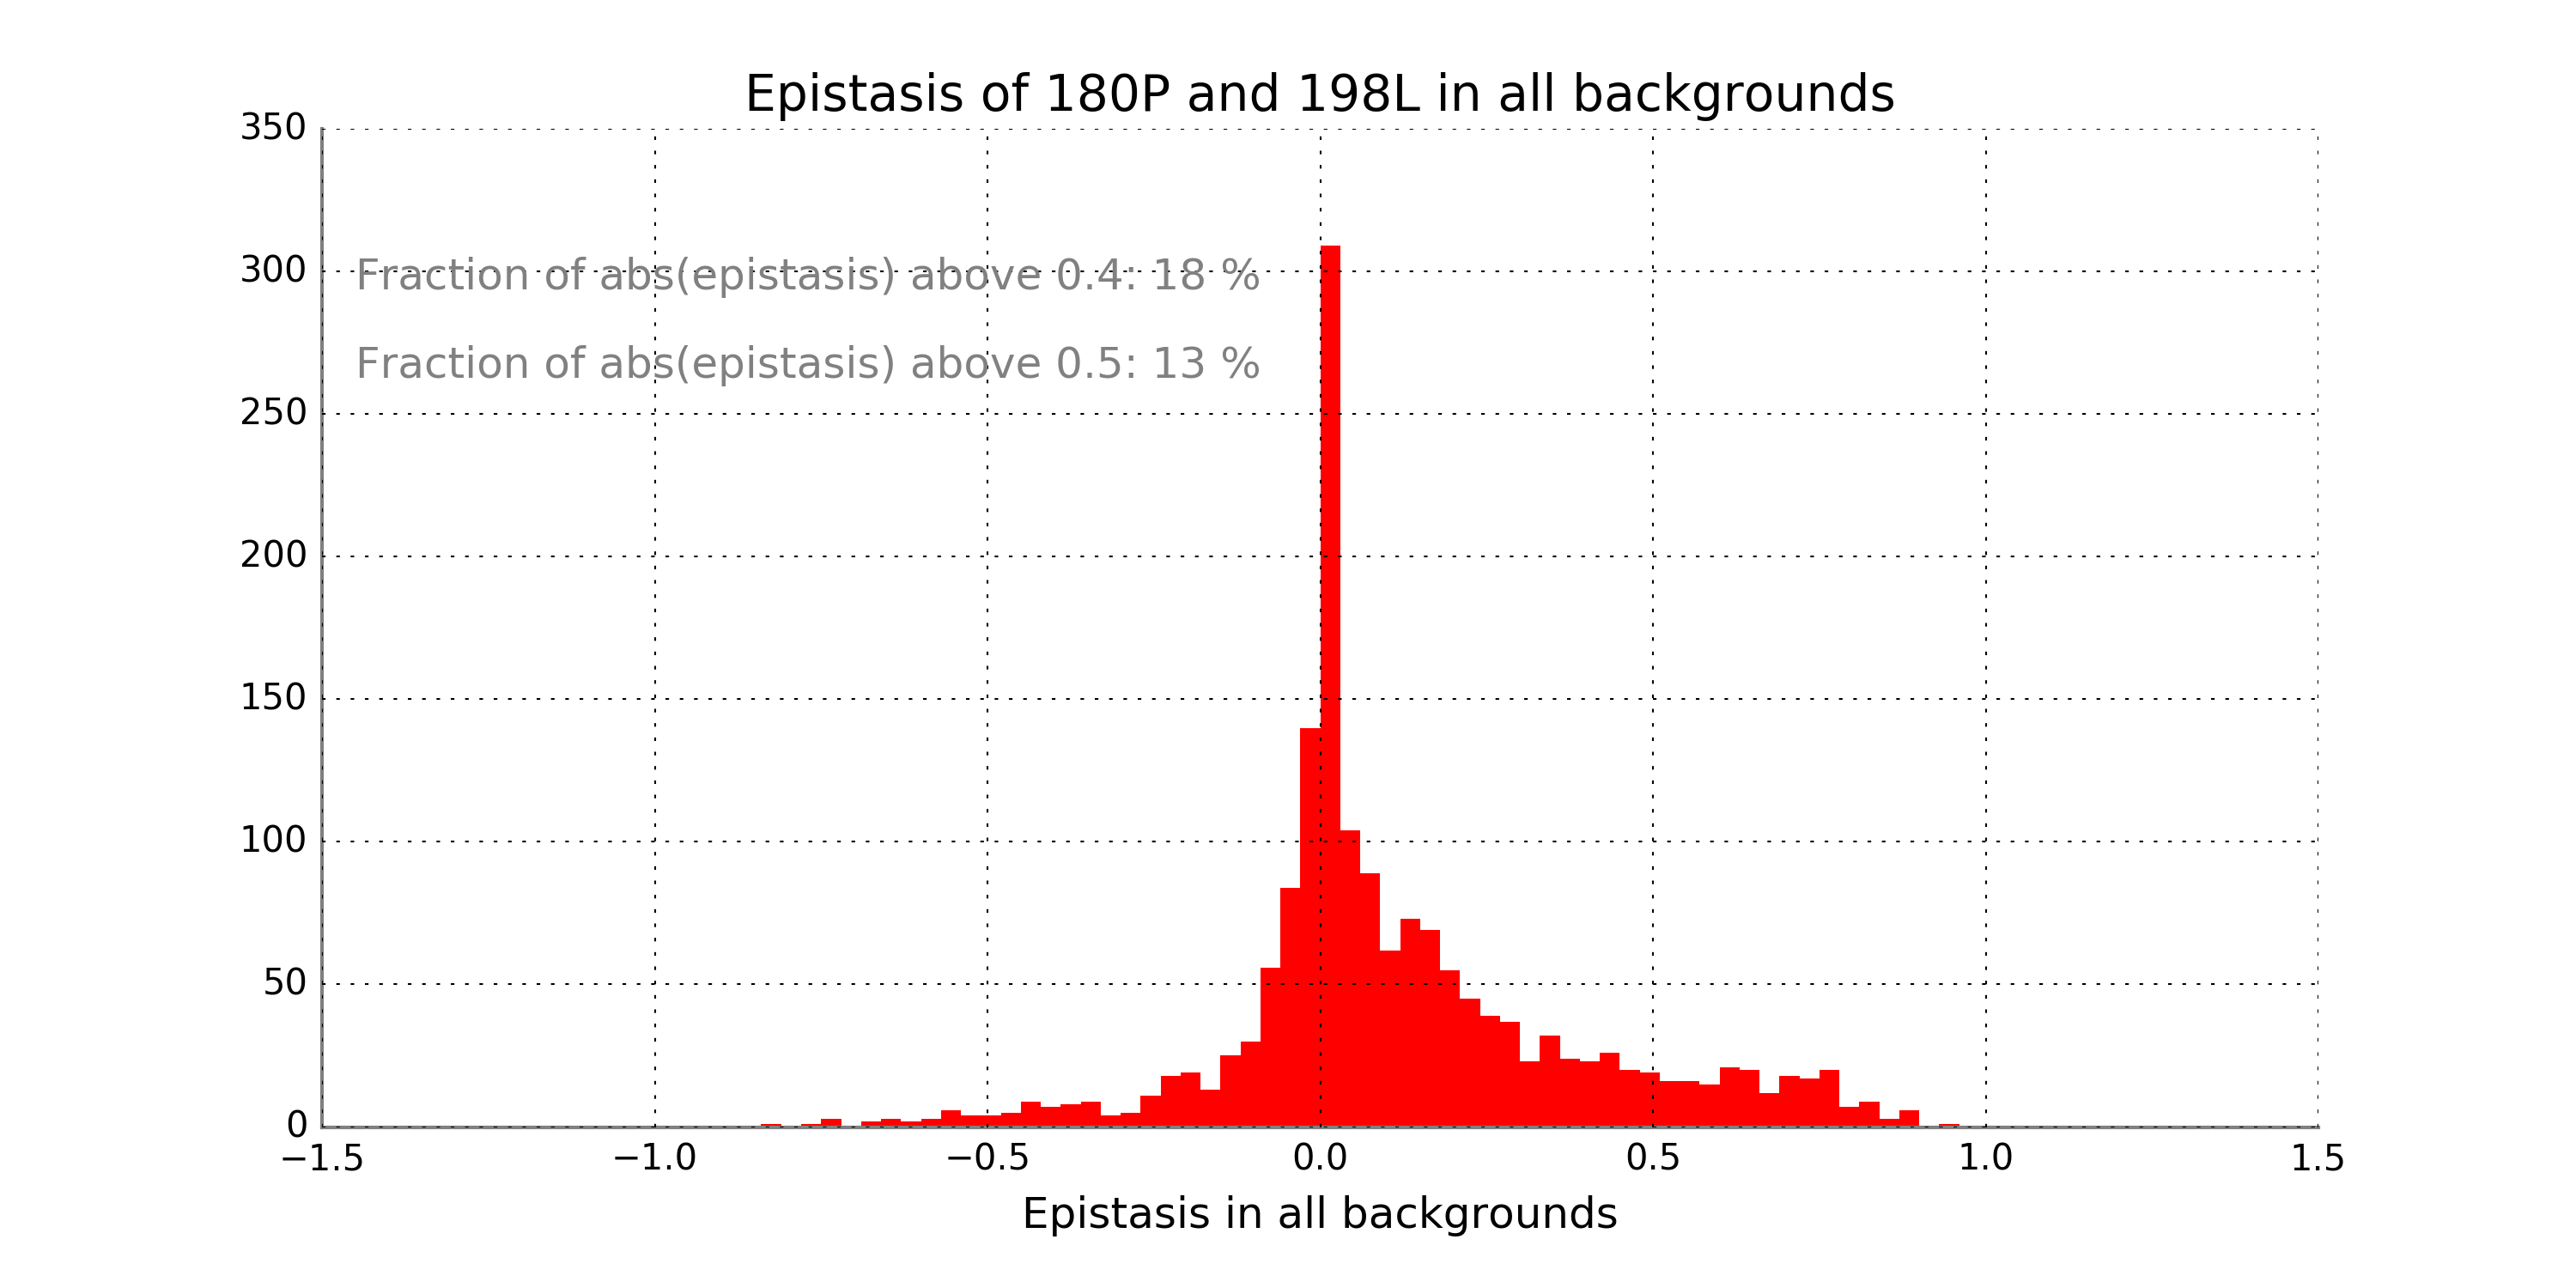 Epistasis of 180P and 198L in all backgrounds
350
300
Fraction of abs(epistasis) above 0.4: 18 %
Fraction of abs(epistasis) above 0.5: 13 %
250
200
150
100
50
0
−1.5 −1.0 −0.5 0.0 0.5 1.0 1.5
Epistasis in all backgrounds